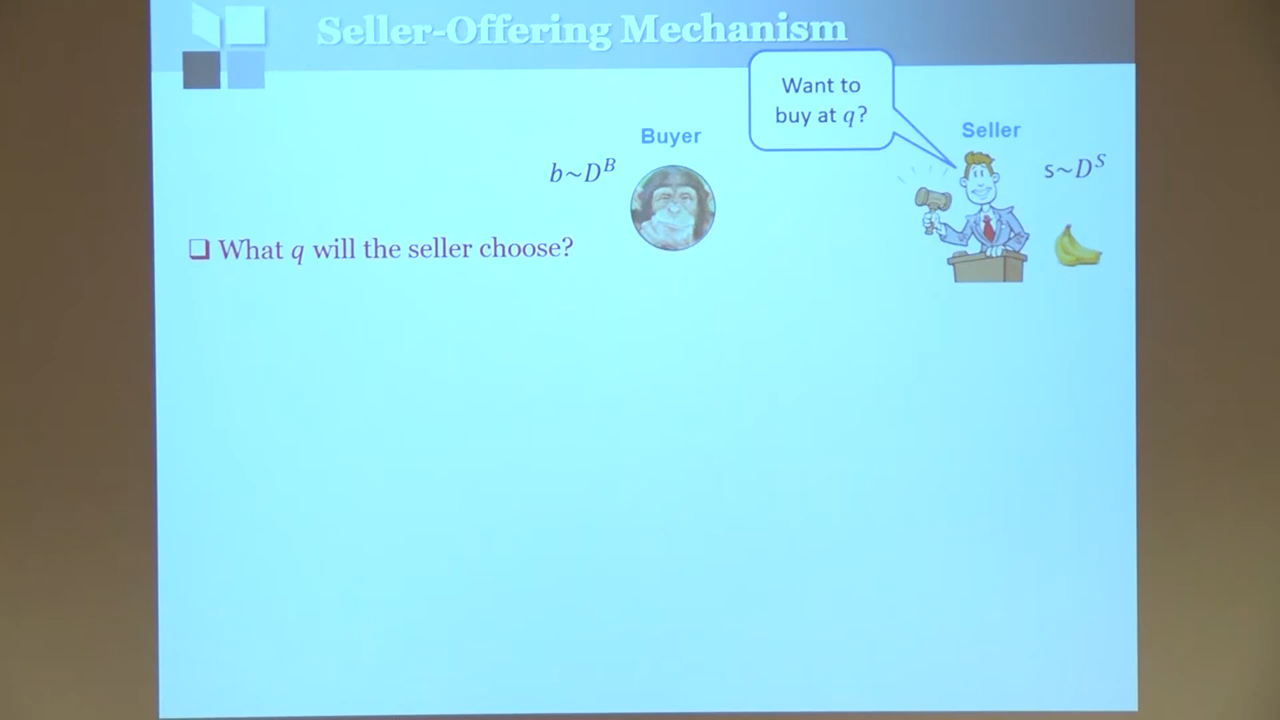 Seller-Offering Mechanism
Want to
buy at q?
Buyer
Seller
b~D^B
s~D^S
❑ What q will the seller choose?